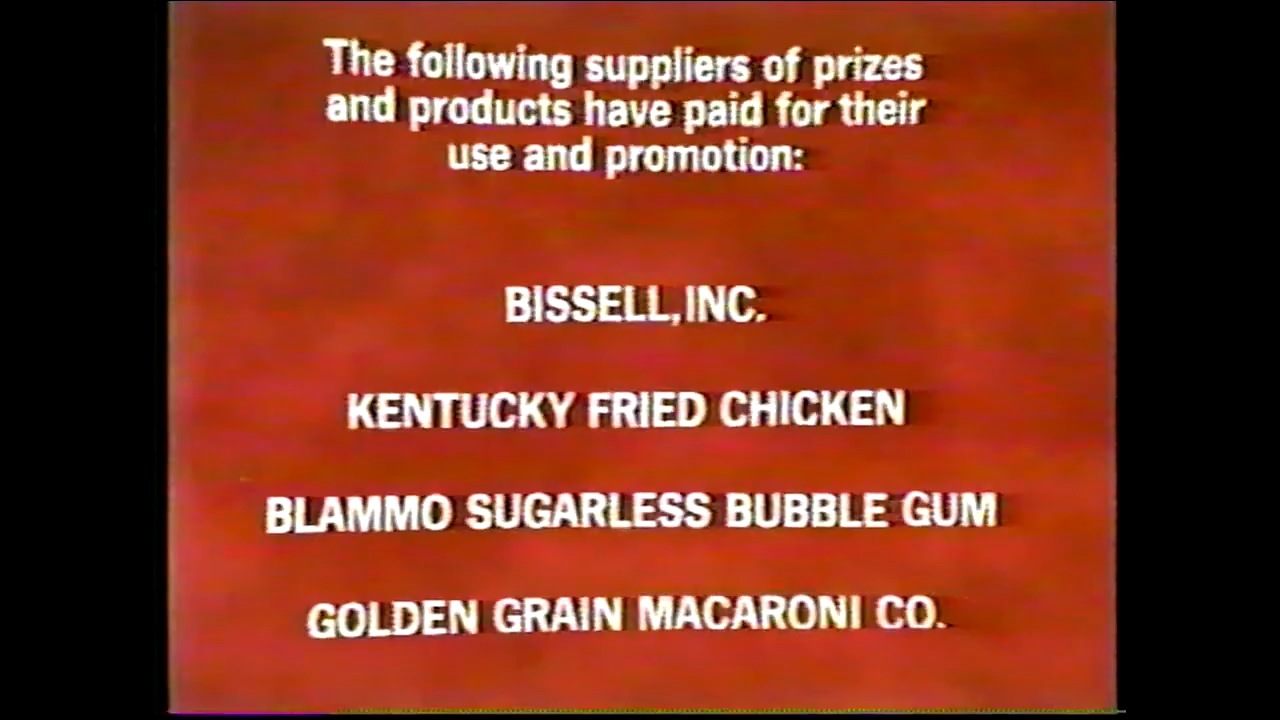 The following suppliers of prizes
and products have paid for their
use and promotion:
BISSELL,INC.
KENTUCKY FRIED CHICKEN
BLAMMO SUGARLESS BUBBLE GUM
GOLDEN GRAIN MACARONI CO.